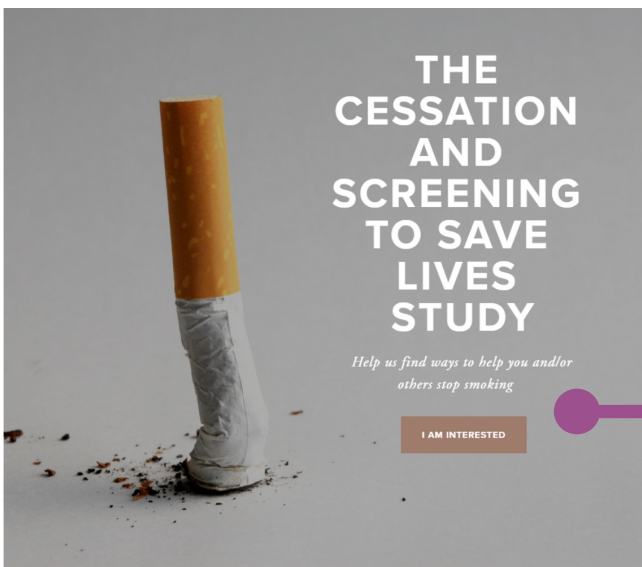 THE
CESSATION
AND
SCREENING
TO SAVE
LIVES
STUDY
Help us find ways to help you and/or
others stop smoking
I AM INTERESTED